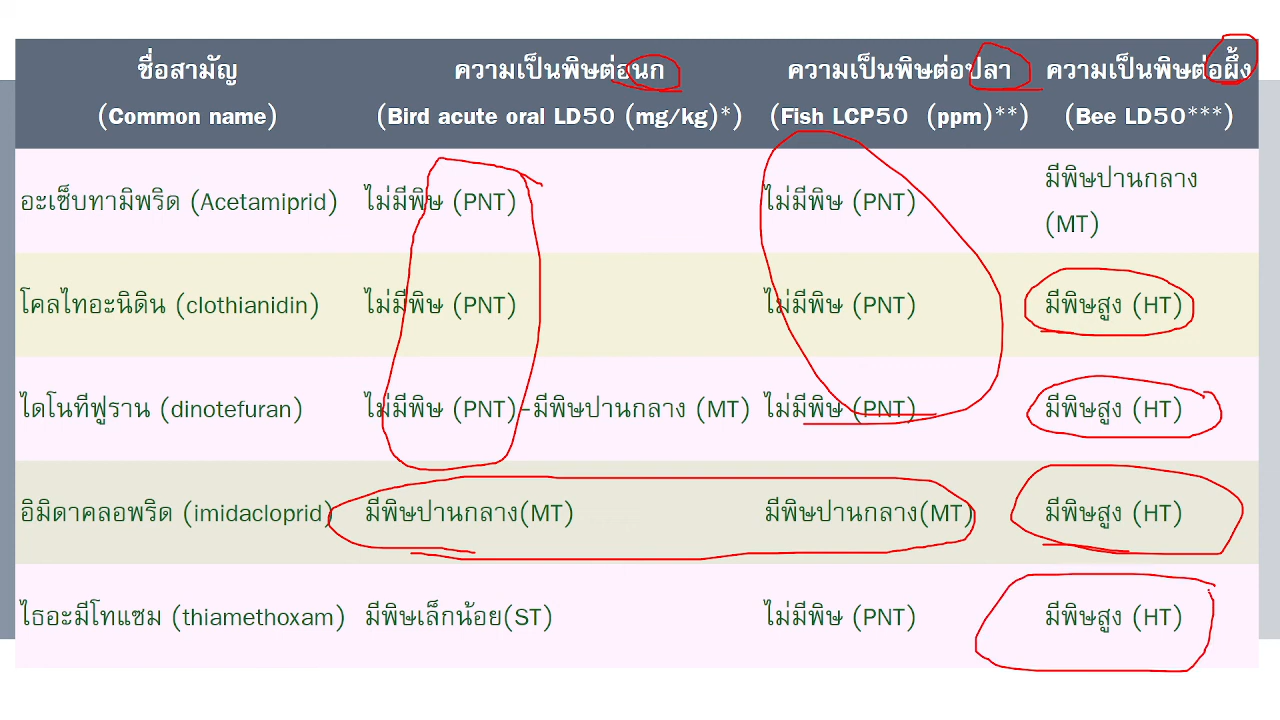 ชื่อสามัญ ความเป็นพิษต่อนก ความเป็นพิษต่อปลา ความเป็นพิษต่อผึ้ง
(Common name) (Bird acute oral LD50 (mg/kg)*) (Fish LCP50 (ppm)**) (Bee LD50***)
อะเซ็บทามิพริด (Acetamiprid) ไม่มีพิษ (PNT) ไม่มีพิษ (PNT) มีพิษปานกลาง
(MT)
โคลไทอะนิดิน (clothianidin) ไม่มีพิษ (PNT) ไม่มีพิษ (PNT) มีพิษสูง (HT)
ไดโนทีฟูราน (dinotefuran) ไม่มีพิษ (PNT)-มีพิษปานกลาง (MT) ไม่มีพิษ (PNT) มีพิษสูง (HT)
อิมิดาคลอพริด (imidacloprid) มีพิษปานกลาง(MT) มีพิษปานกลาง(MT) มีพิษสูง (HT)
ไธอะมีโทแซม (thiamethoxam) มีพิษเล็กน้อย(ST) ไม่มีพิษ (PNT) มีพิษสูง (HT)